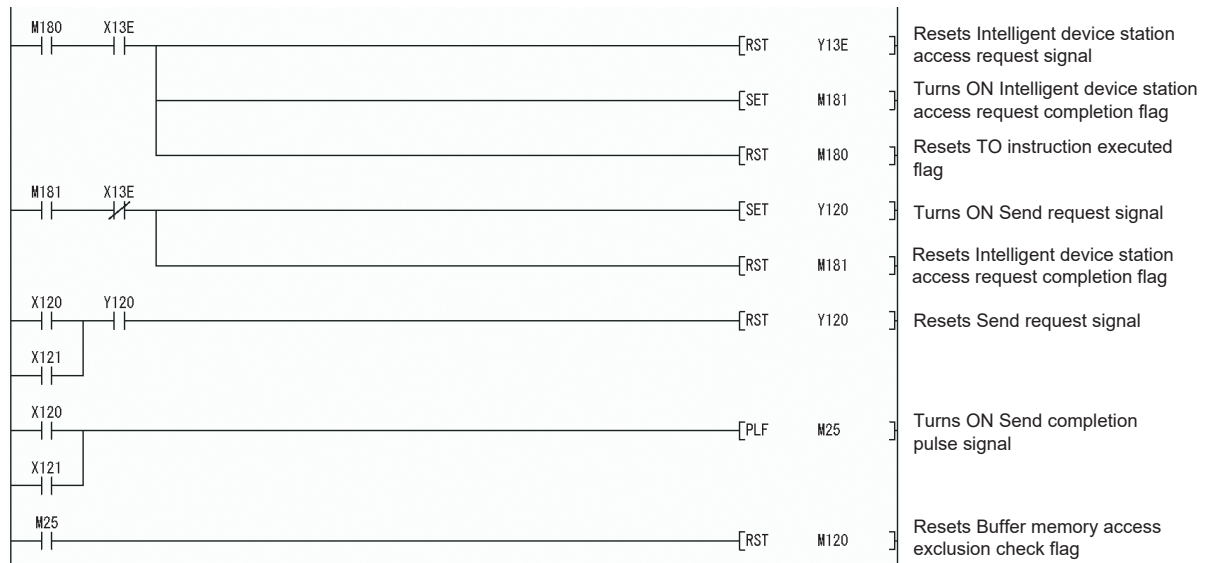 M180 X13E
[RST Y13E ] Resets Intelligent device station
access request signal
[SET M181 ] Turns ON Intelligent device station
access request completion flag
[RST M180 ] Resets TO instruction executed
flag
M181 X13E
[SET Y120 ] Turns ON Send request signal
[RST M181 ] Resets Intelligent device station
access request completion flag
X120 Y120
[RST Y120 ] Resets Send request signal
X121
X120
[PLF M25 ] Turns ON Send completion
pulse signal
X121
M25
[RST M120 ] Resets Buffer memory access
exclusion check flag